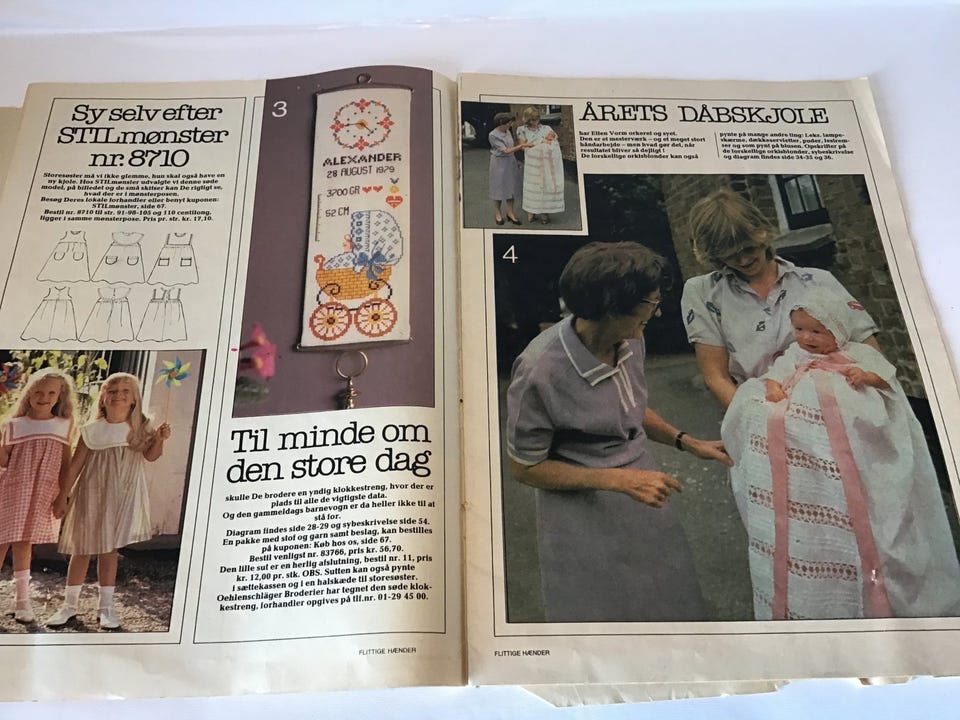 Sy selv efter
STILmønster
nr. 8710
Storesøster må vi ikke glemme, hun skal også have en
ny kjole. Hos STILmønster udvalgte vi denne søde
model, på billedet og de små skitser kan De rigtigt se,
hvad der er i mønsterposen.
Besøg Deres lokale forhandler eller benyt kuponen:
STILmønster, side 67.
Bestil nr. 8710 til str. 91-98-105 og 110 centilong,
ligger i samme mønsterpose. Pris pr. str. kr. 17,10.
3
ALEXANDER
28 AUGUST 1979
3200 GR
52 CM
Til minde om
den store dag
skulle De brodere en yndig klokkestreng, hvor der er
plads til alle de vigtigste data.
Og den gammeldags barnevogn er da heller ikke til at
stå for.
Diagram findes side 28-29 og sybeskrivelse side 54.
En pakke med stof og garn samt beslag, kan bestilles
på kuponen: Køb hos os, side 67.
Bestil venligst nr. 83766, pris kr. 56,70.
Den lille sut er en herlig afslutning, bestil nr. 11, pris
kr. 12,00 pr. stk. OBS. Sutten kan også pynte
i sættekassen og i en halskæde til storesøster.
Oehlenschläger Broderier har tegnet den søde klok-
kestreng, forhandler opgives på tlf.nr. 01-29 45 00.
FLITTIGE HÆNDER
ÅRETS DÅBSKJOLE
har Ellen Vorm orkeret og syet.
Den er et mesterværk – og et meget stort
håndarbejde – men hvad gør det, når
resultatet bliver så dejligt!
De forskellige orkisblonder kan også
pynte på mange andre ting: f.eks. lampe-
skærme, dækkeservietter, puder, lestrem-
ser og som pynt på blusen. Opskrifter på
de forskellige orkisblonder, sybeskrivelse
og diagram findes side 34-35 og 36.
4
FLITTIGE HÆNDER